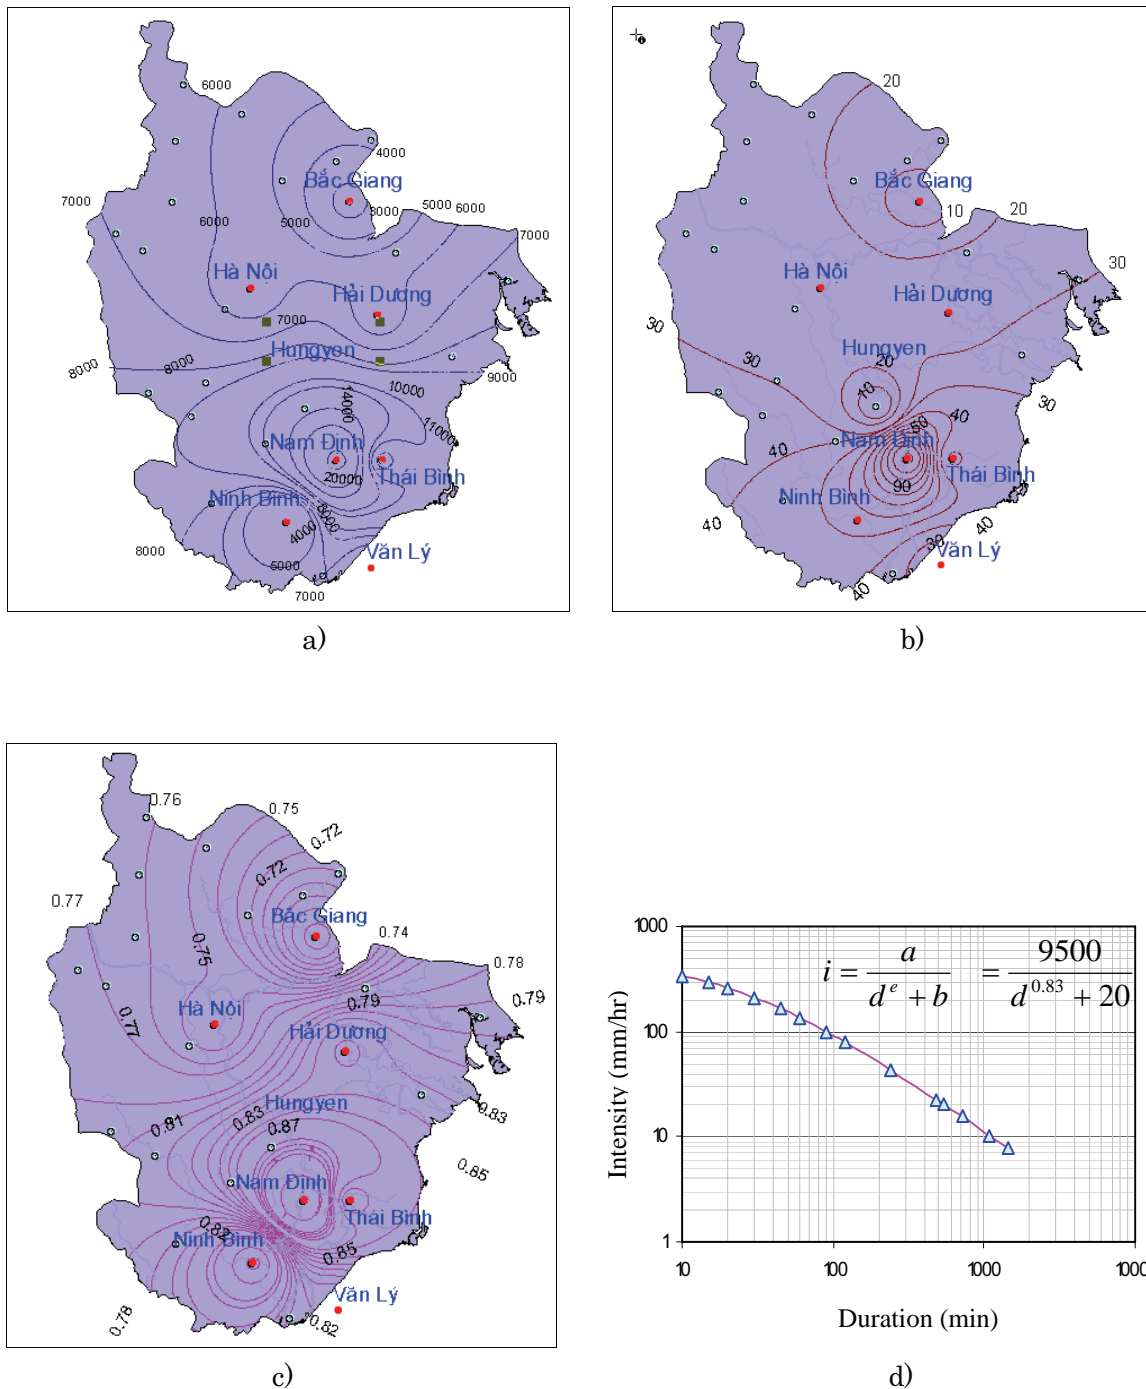 6000
4000
Bắc Giang
3000
7000
6000
5000
5000
6000
7000
Hà Nội
Hải Dương
7000
Hungyen
8000
8000
10000
9000
14000
11000
Nam Định
20000
Thái Bình
Ninh Bình
8000
4000
8000
5000
7000
Văn Lý
a)
20
Bắc Giang
10
20
30
Hà Nội
Hải Dương
30
Hungyen
30
20
10
30
40
50
Nam Định
40
Thái Bình
90
Ninh Bình
40
40
30
Văn Lý
40
b)
0.76
0.75
0.72
0.72
0.77
Bắc Giang
0.74
0.75
0.78
0.79
0.79
Hà Nội
0.77
Hải Dương
Hungyen
0.83
0.81
0.83
0.87
0.85
Nam Định
Thái Bình
0.82
Ninh Bình
0.85
Văn Lý
0.78
0.82
c)
1000
i = a / (d^e + b) = 9500 / (d^0.83 + 20)
100
10
1
Intensity (mm/hr)
10
100
1000
1000
Duration (min)
d)